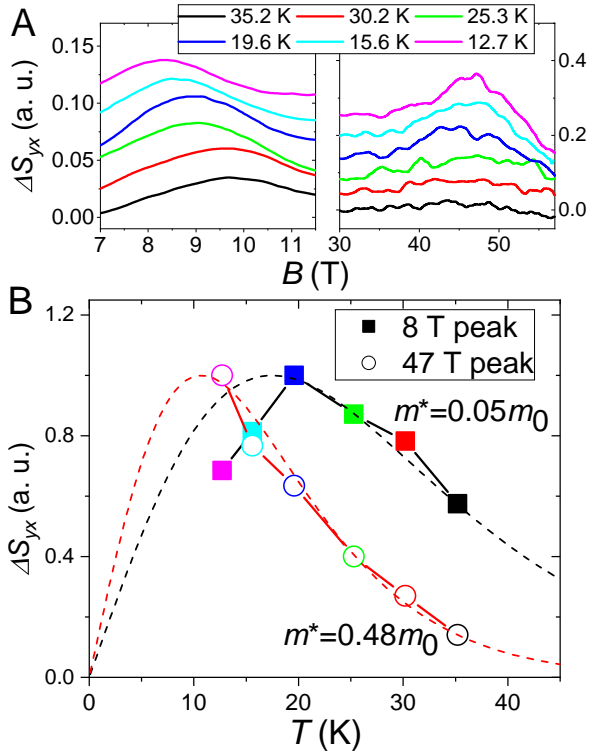 A
35.2 K 30.2 K 25.3 K
19.6 K 15.6 K 12.7 K
ΔS_yx (a. u.)
0.15
0.10
0.05
0.00
0.4
0.2
0.0
7 8 9 10 11 30 40 50
B (T)
B
8 T peak
47 T peak
m*=0.05m_0
m*=0.48m_0
ΔS_yx (a. u.)
1.2
0.8
0.4
0.0
0 10 20 30 40
T (K)